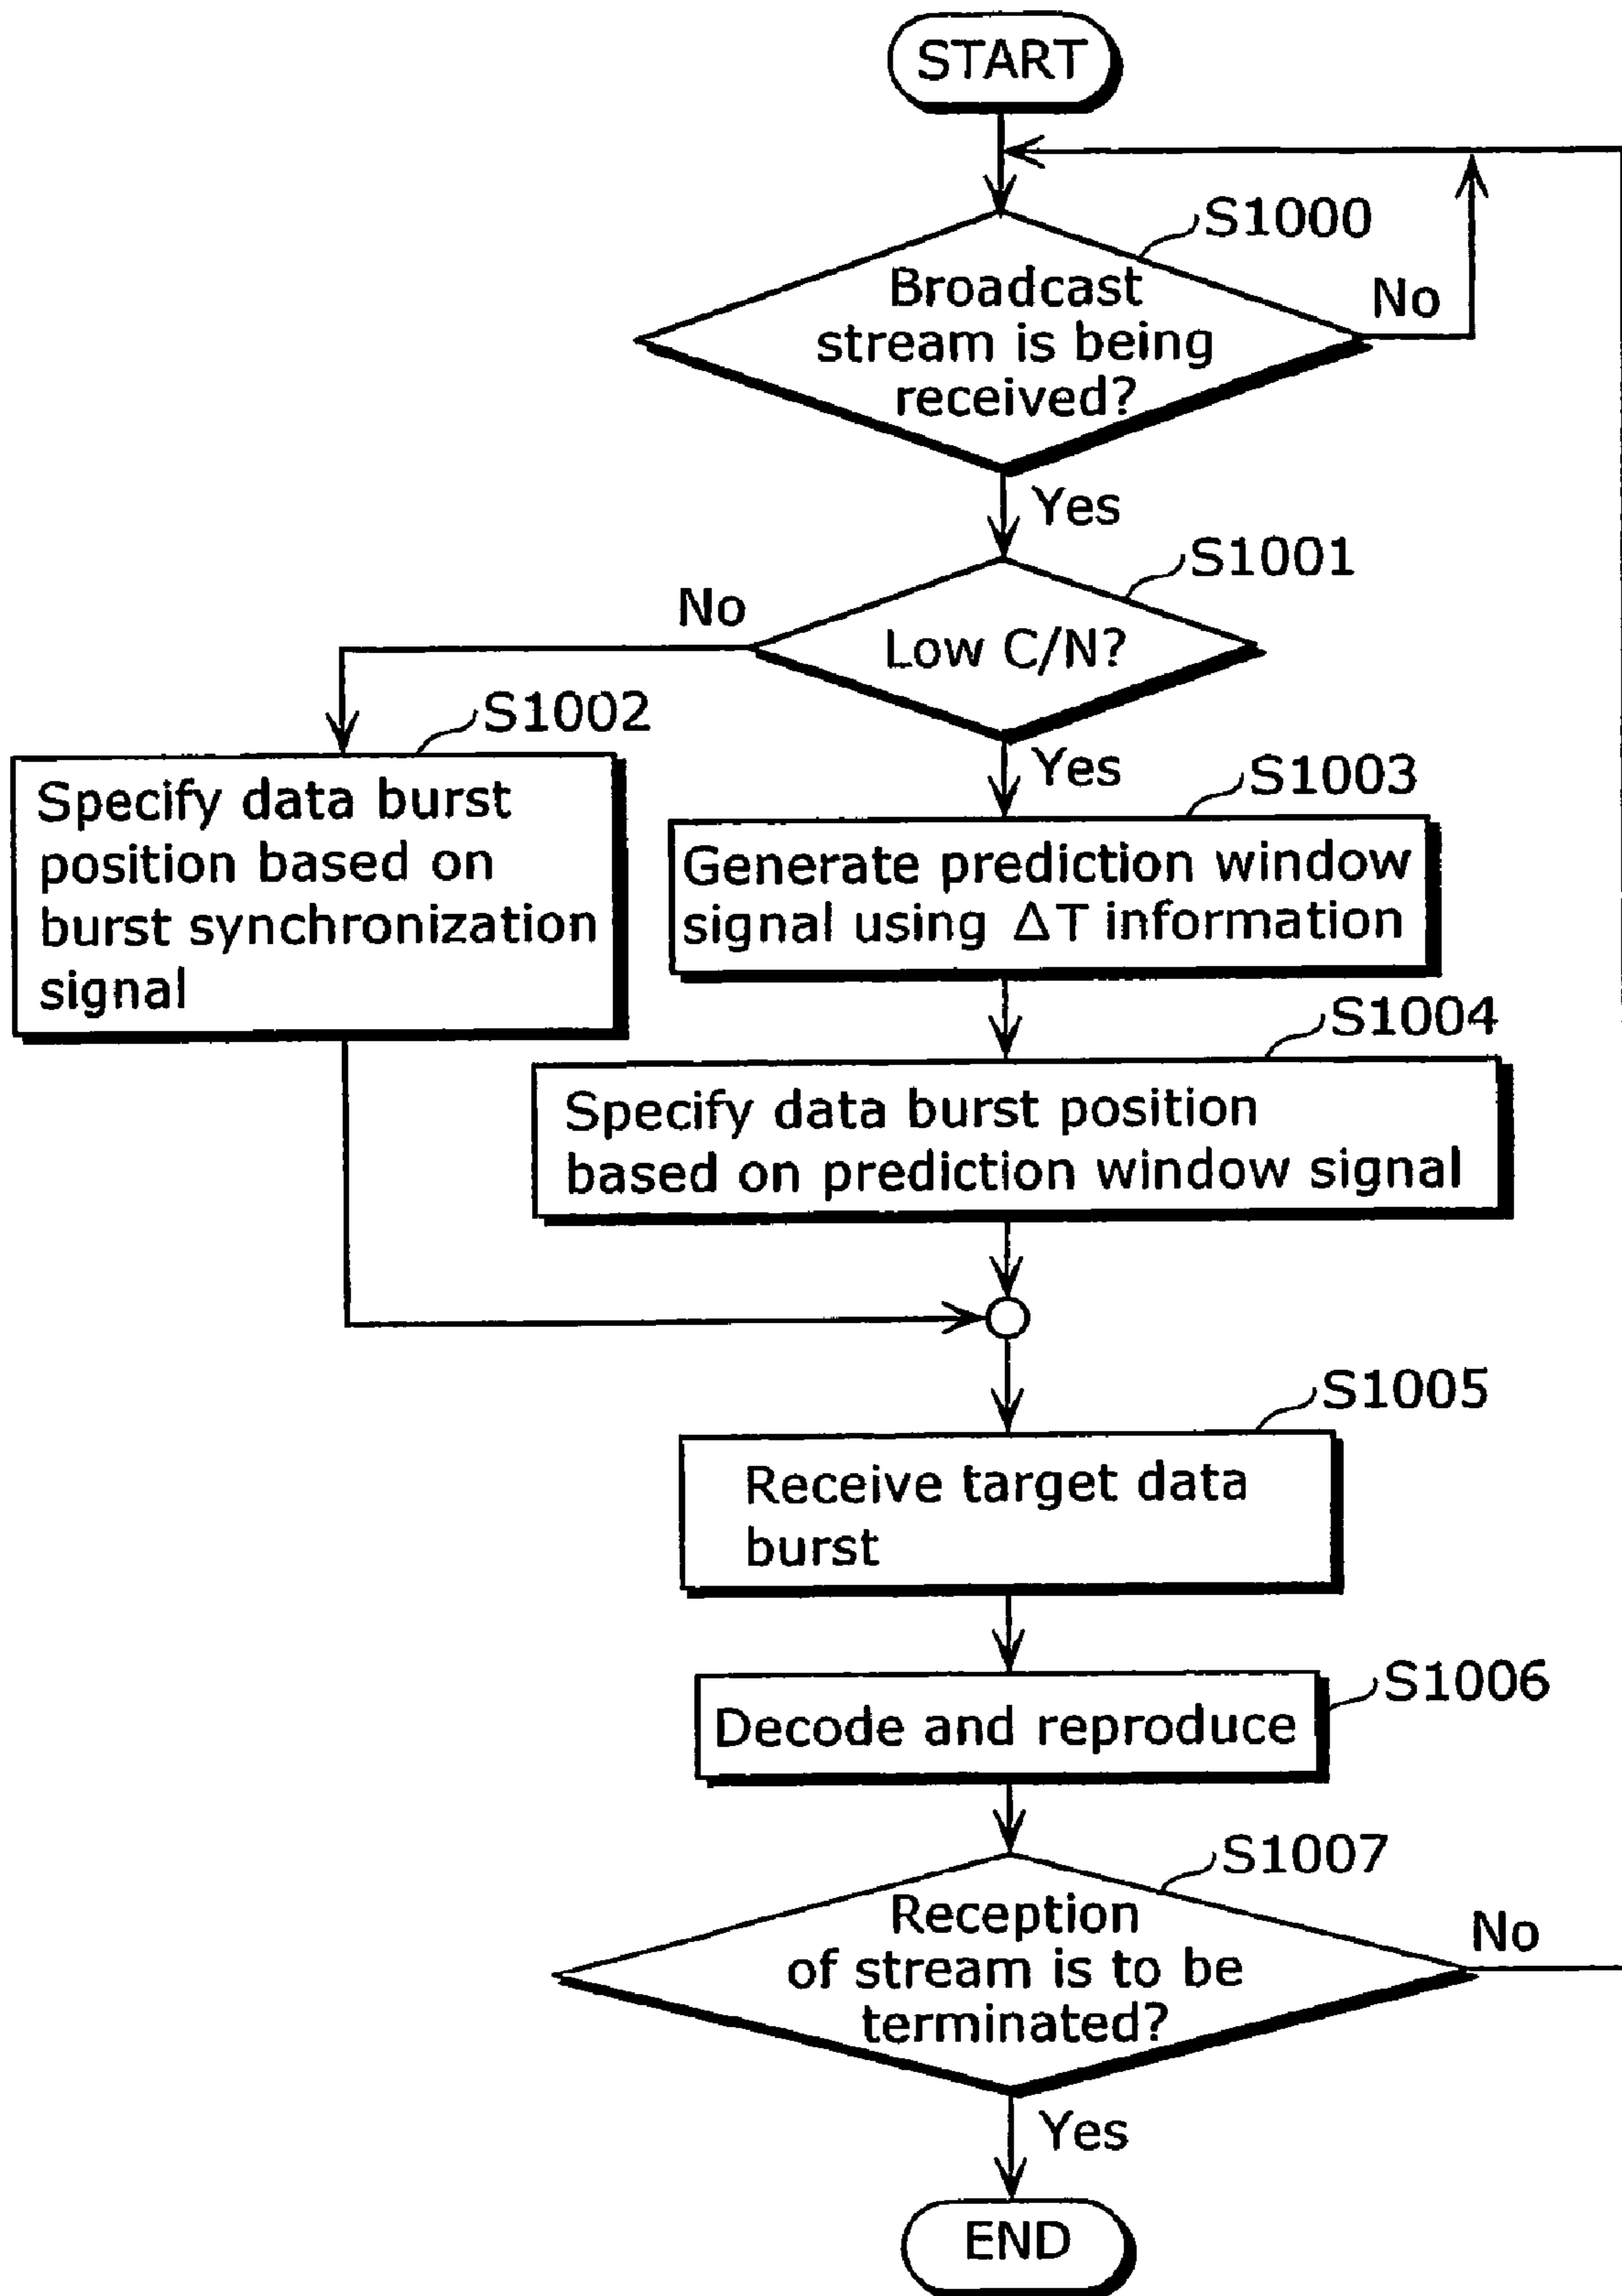 START
S1000
Broadcast
stream is being
received?
No
Yes
S1001
No
Low C/N?
S1002
Yes
S1003
Specify data burst
position based on
burst synchronization
signal
Generate prediction window
signal using ΔT information
S1004
Specify data burst position
based on prediction window signal
S1005
Receive target data
burst
S1006
Decode and reproduce
S1007
Reception
of stream is to be
terminated?
No
Yes
END